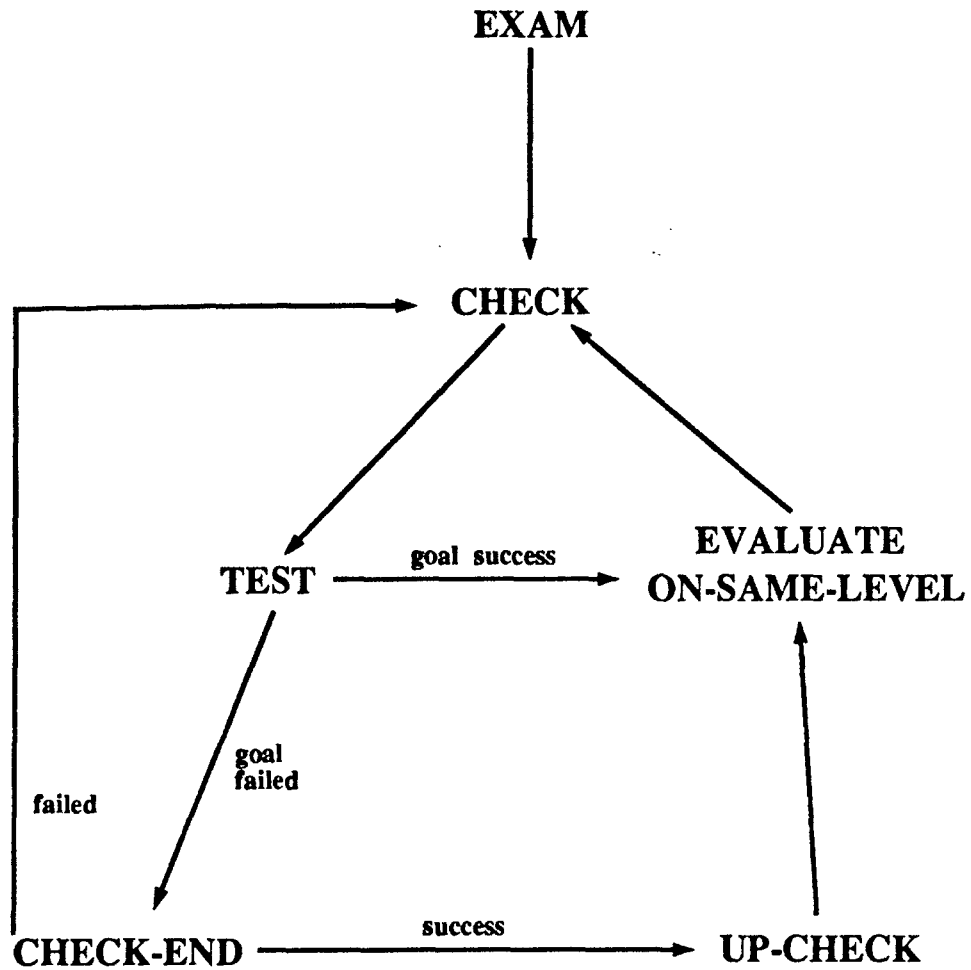 EXAM
CHECK
EVALUATE
goal success
TEST
ON-SAME-LEVEL
goal
failed
failed
success
CHECK-END
UP-CHECK